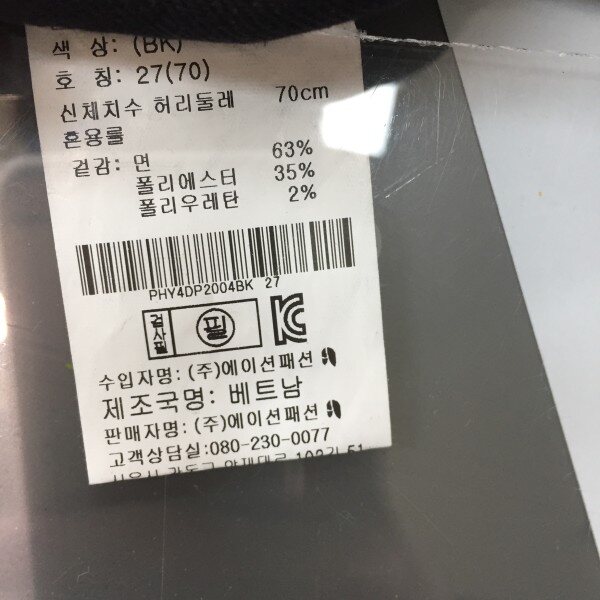 색 상: (BK)
호 칭: 27(70)
신체치수 허리둘레 70cm
혼용률
겉감: 면 63%
폴리에스터 35%
폴리우레탄 2%
PHY4DP2004BK 27
검사필 필 KC
수입자명: (주)에이션패션
제조국명: 베트남
판매자명: (주)에이션패션
고객상담실:080-230-0077